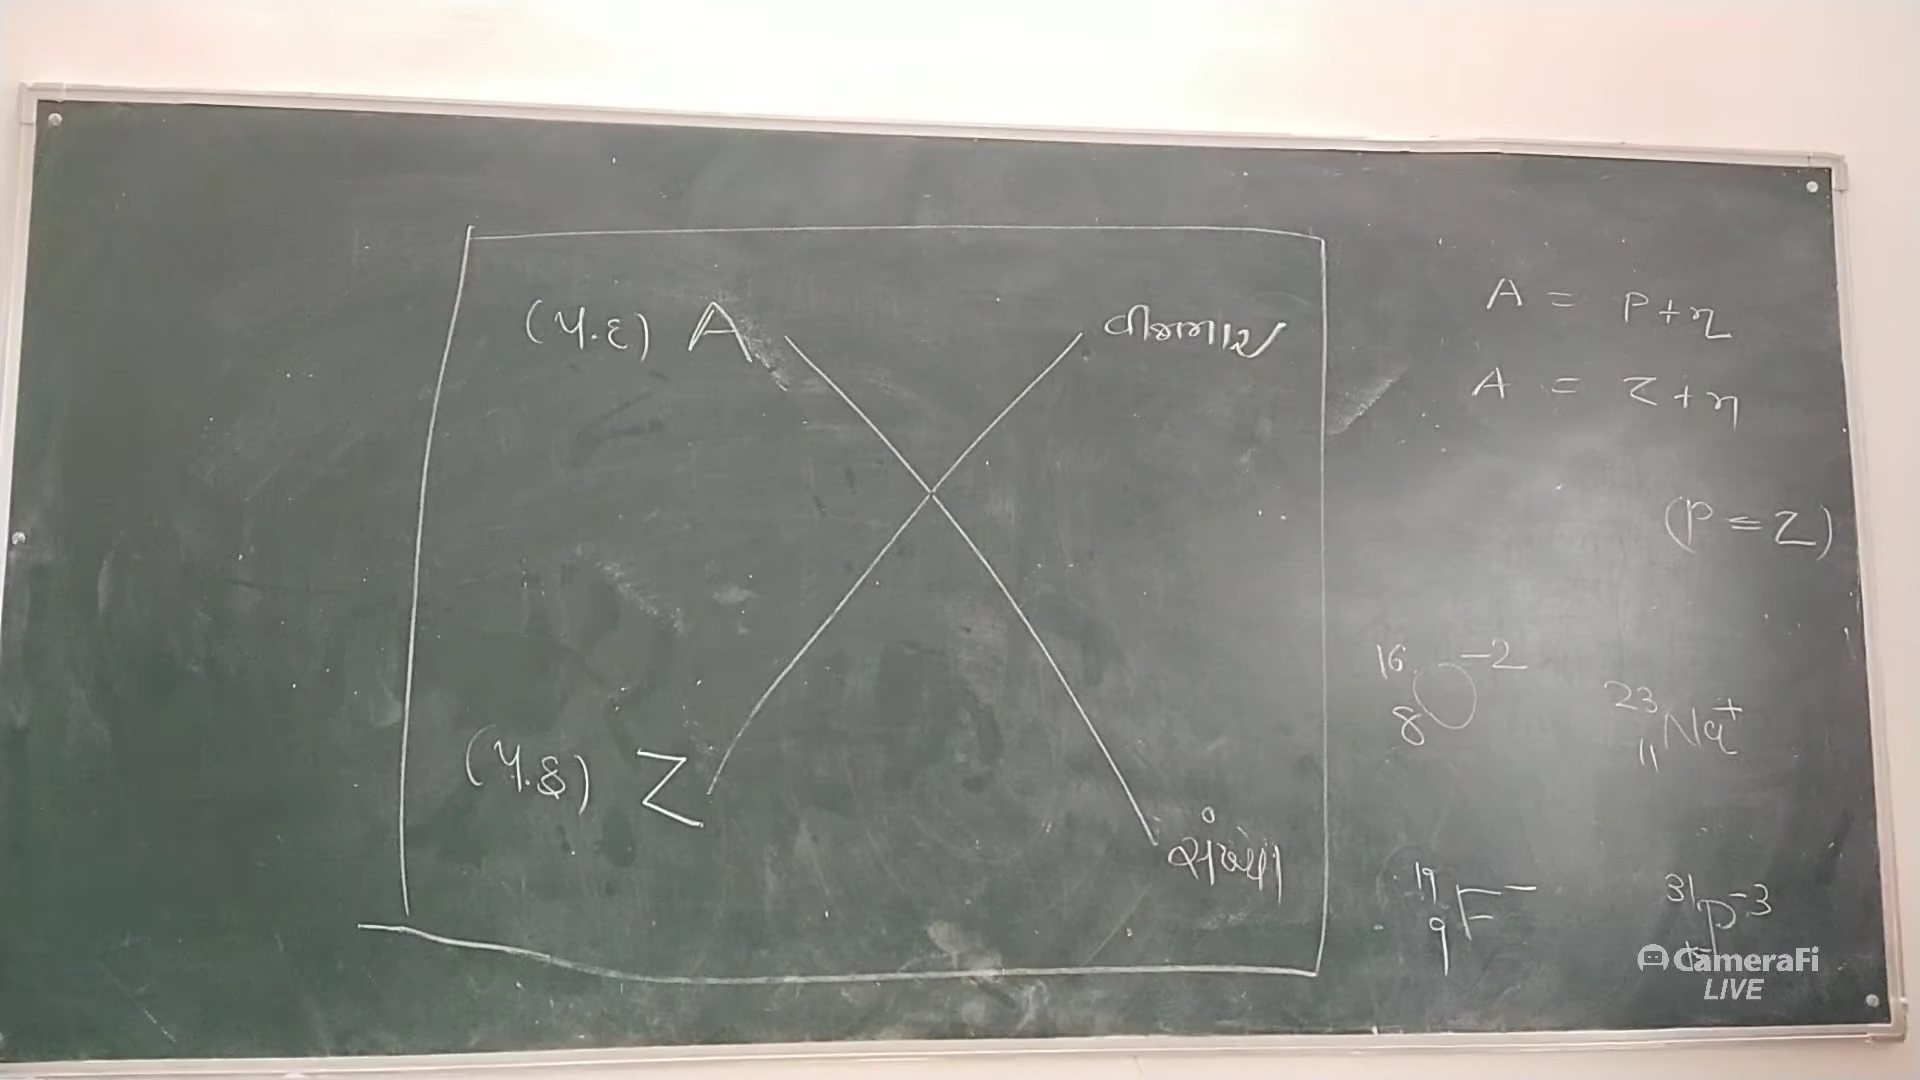 (પ.દ) A વીજભાર
(પ.ક્ર) Z સંખ્યા
A = P+n
A = Z+n
(P = Z)
16 8 O -2
23 11 Na +
19 9 F -
31 P -3
CameraFi
LIVE